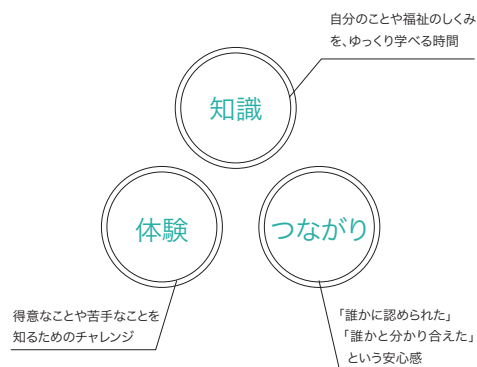 自分のことや福祉のしくみ
を、ゆっくり学べる時間
知識
体験
つながり
得意なことや苦手なことを
知るためのチャレンジ
「誰かに認められた」
「誰かと分かり合えた」
という安心感